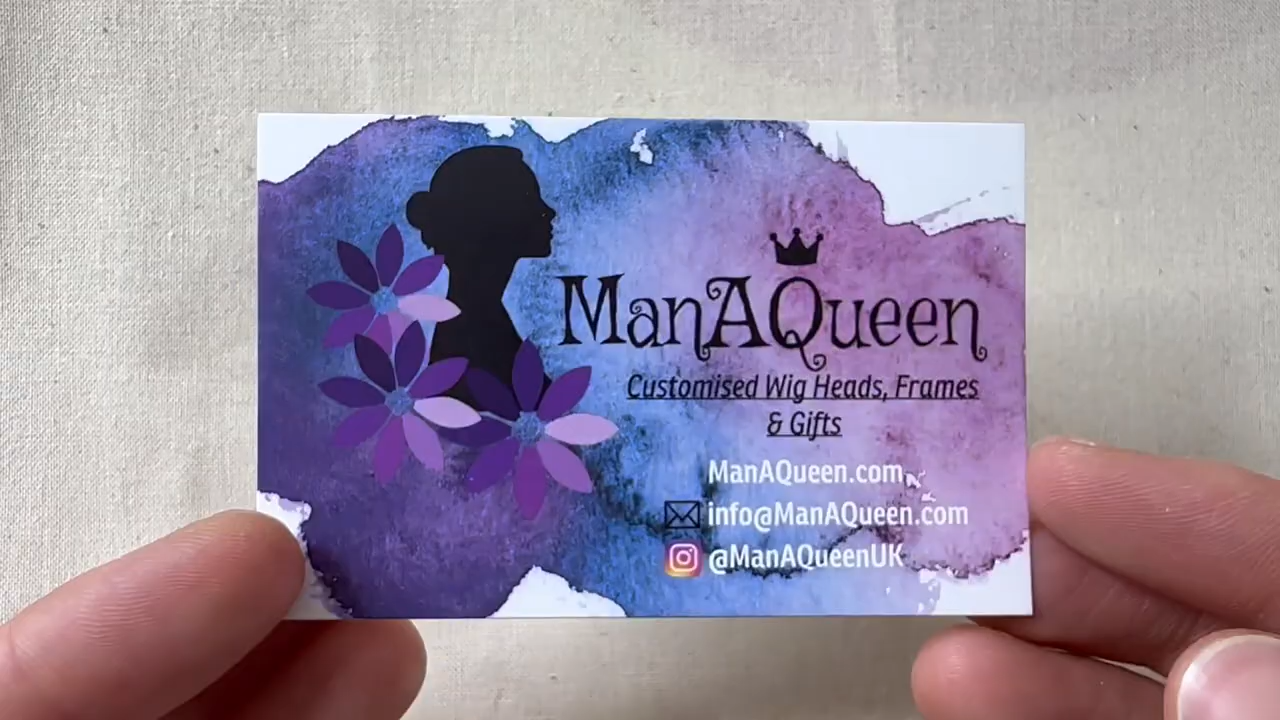 ManAQueen
Customised Wig Heads, Frames
& Gifts
ManAQueen.com
info@ManAQueen.com
@ManAQueenUK